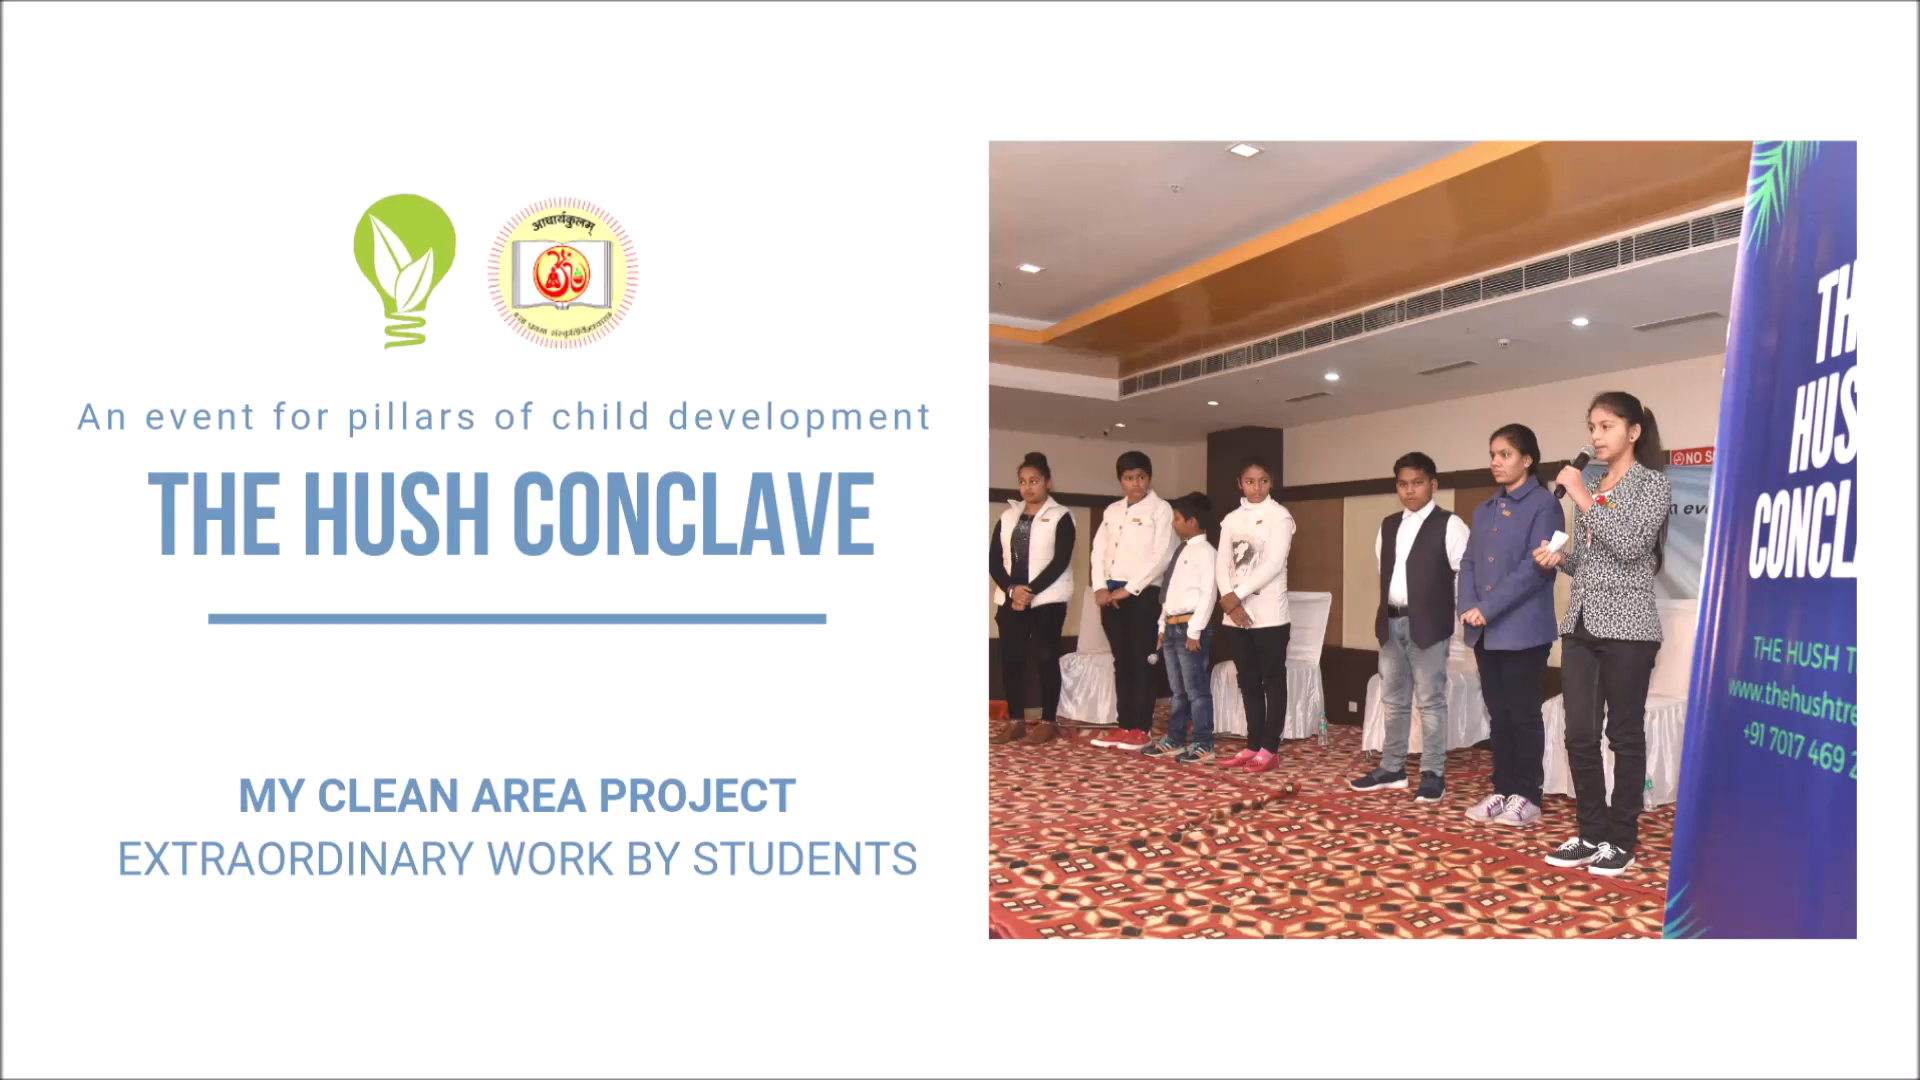 आचार्यकुलम्
An event for pillars of child development
THE HUSH CONCLAVE
MY CLEAN AREA PROJECT
EXTRAORDINARY WORK BY STUDENTS
NO
TH
HUS
CONCL
THE HUSH T
www.thehushtre
+91 7017 469 2